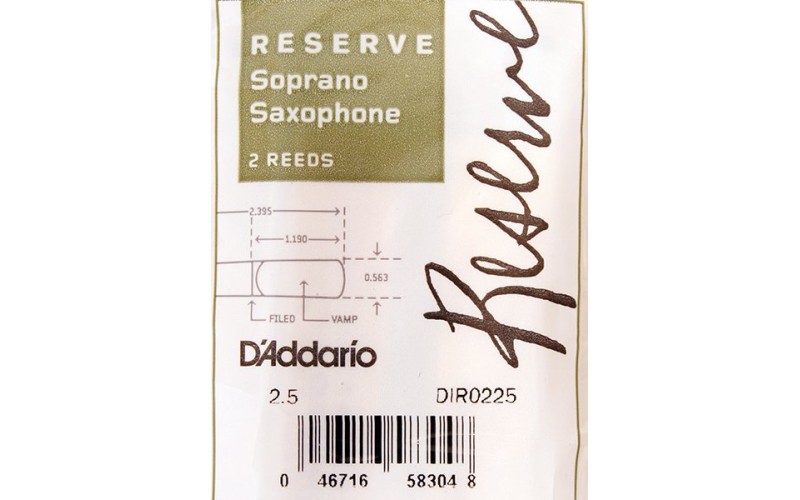 RESERVE
Soprano
Saxophone
2 REEDS
Reserve
2.395
1.190
0.563
FILED VAMP
D'Addario
2.5 DIR0225
0 46716 58304 8